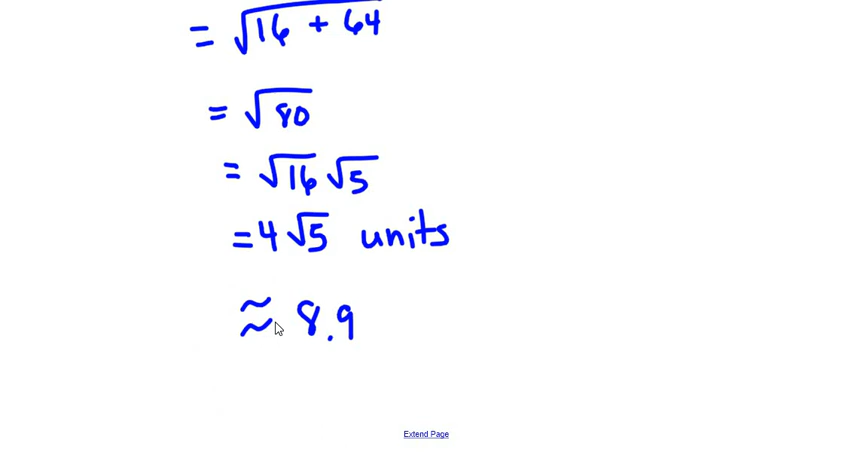 = √16 + 64
= √80
= √16 √5
= 4√5 units
≈ 8.9
Extend Page